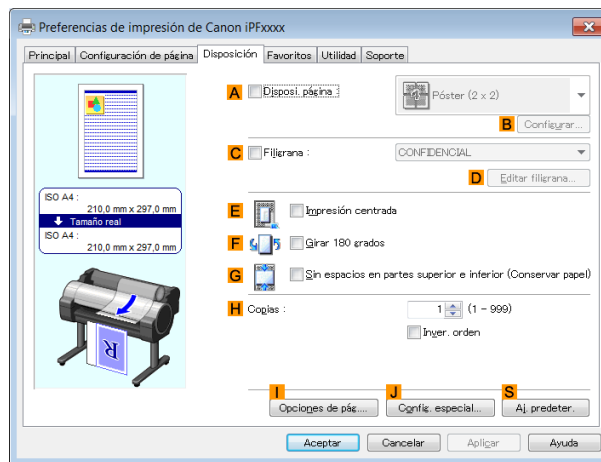 Preferencias de impresión de Canon iPFxxxx
Principal Configuración de página Disposición Favoritos Utilidad Soporte
A Disposi. página :
Póster (2 x 2)
B Configurar...
C Filigrana :
CONFIDENCIAL
D Editar filigrana...
ISO A4 :
210,0 mm x 297,0 mm
Tamaño real
ISO A4 :
210,0 mm x 297,0 mm
E Impresión centrada
F Girar 180 grados
G Sin espacios en partes superior e inferior (Conservar papel)
H Copias :
1 (1 - 999)
Inver. orden
R
I J S
Opciones de pág.... Config. especial... Aj. predeter.
Aceptar Cancelar Aplicar Ayuda